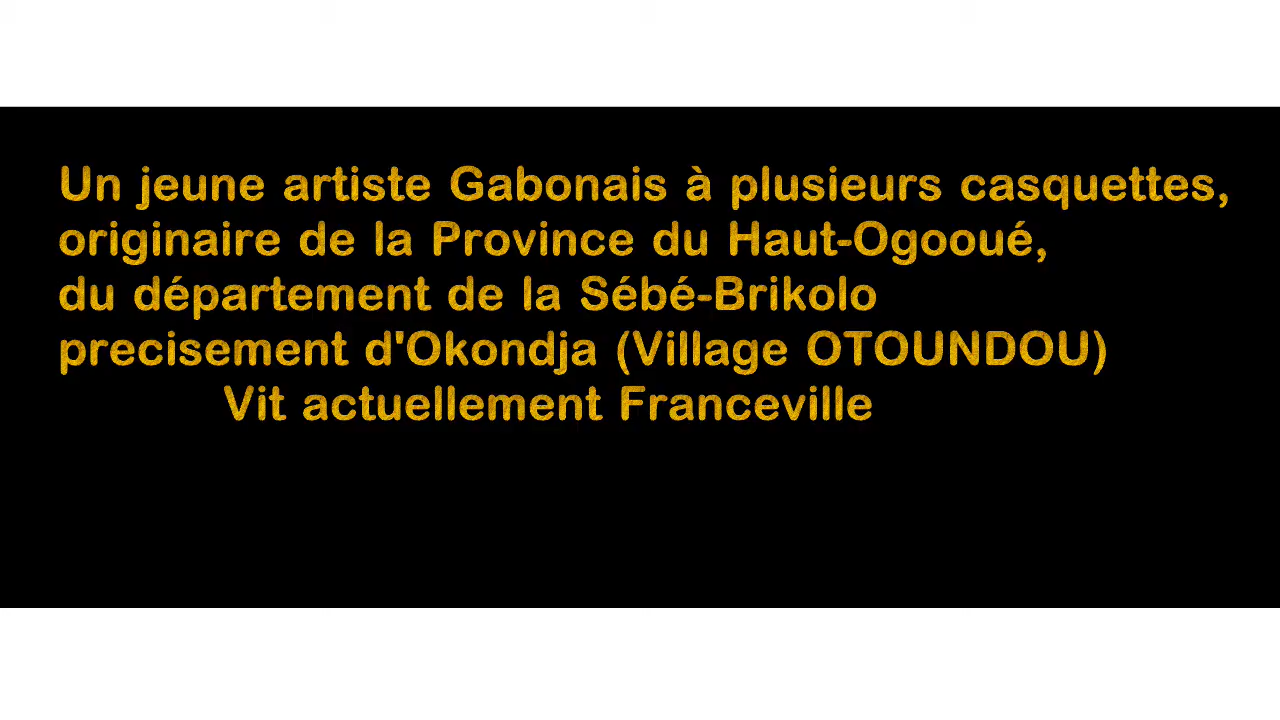 Un jeune artiste Gabonais à plusieurs casquettes,
originaire de la Province du Haut-Ogooué,
du département de la Sébé-Brikolo
precisement d'Okondja (Village OTOUNDOU)
Vit actuellement Franceville